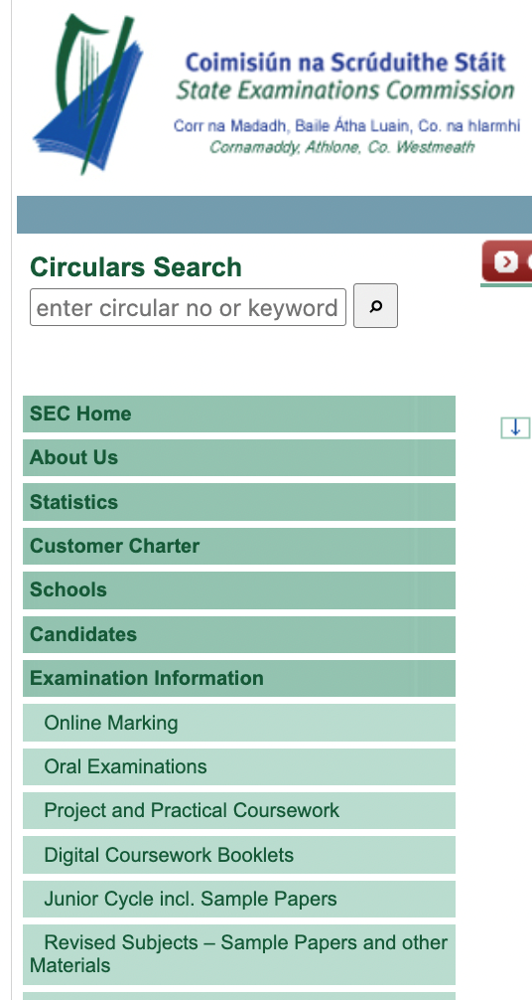 Coimisiún na Scrúduithe Stáit
State Examinations Commission
Corr na Madadh, Baile Átha Luain, Co. na hIarmhí
Cornamaddy, Athlone, Co. Westmeath
Circulars Search
enter circular no or keyword
SEC Home
About Us
Statistics
Customer Charter
Schools
Candidates
Examination Information
Online Marking
Oral Examinations
Project and Practical Coursework
Digital Coursework Booklets
Junior Cycle incl. Sample Papers
Revised Subjects – Sample Papers and other
Materials